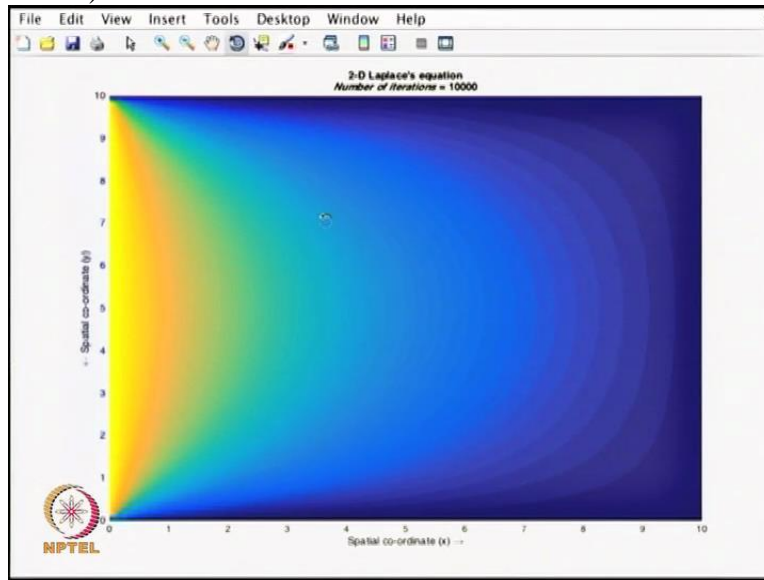 )
File Edit View Insert Tools Desktop Window Help
2-D Laplace's equation
Number of iterations = 10000
10
9
8
7
6
5
4
3
2
1
0
← Spatial co-ordinate (y)
0 1 2 3 4 5 6 7 8 9 10
Spatial co-ordinate (x) →
NPTEL